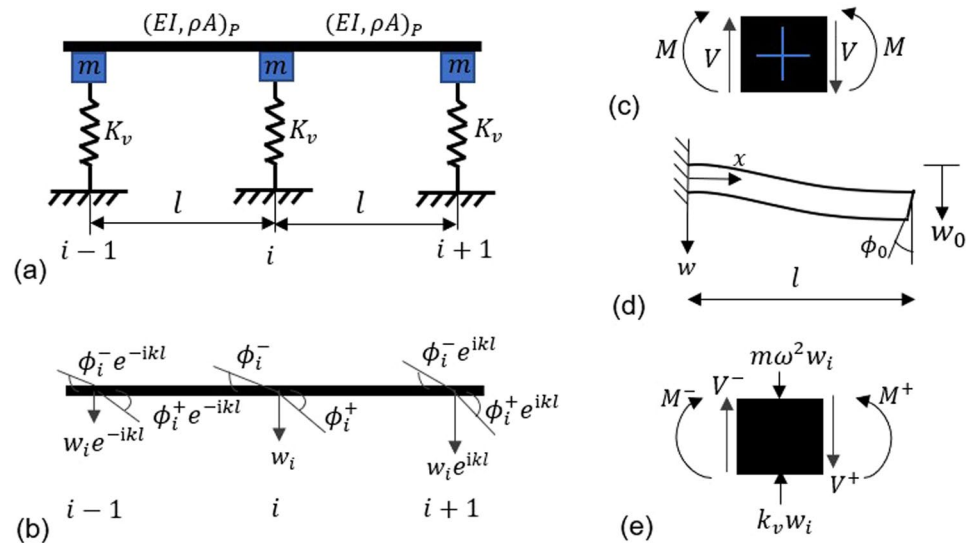 (EI, ρA)_P (EI, ρA)_P
m m m
K_v K_v K_v
l l
i − 1 i i + 1
(a)
ϕ_i^- e^{-ikl} ϕ_i^- ϕ_i^- e^{ikl}
ϕ_i^+ e^{-ikl} ϕ_i^+ ϕ_i^+ e^{ikl}
w_i e^{-ikl} w_i w_i e^{ikl}
i − 1 i i + 1
(b)
M V V M
(c)
x
w ϕ_0 w_0
l
(d)
mω^2 w_i
M^- V^- M^+
V^+
k_v w_i
(e)